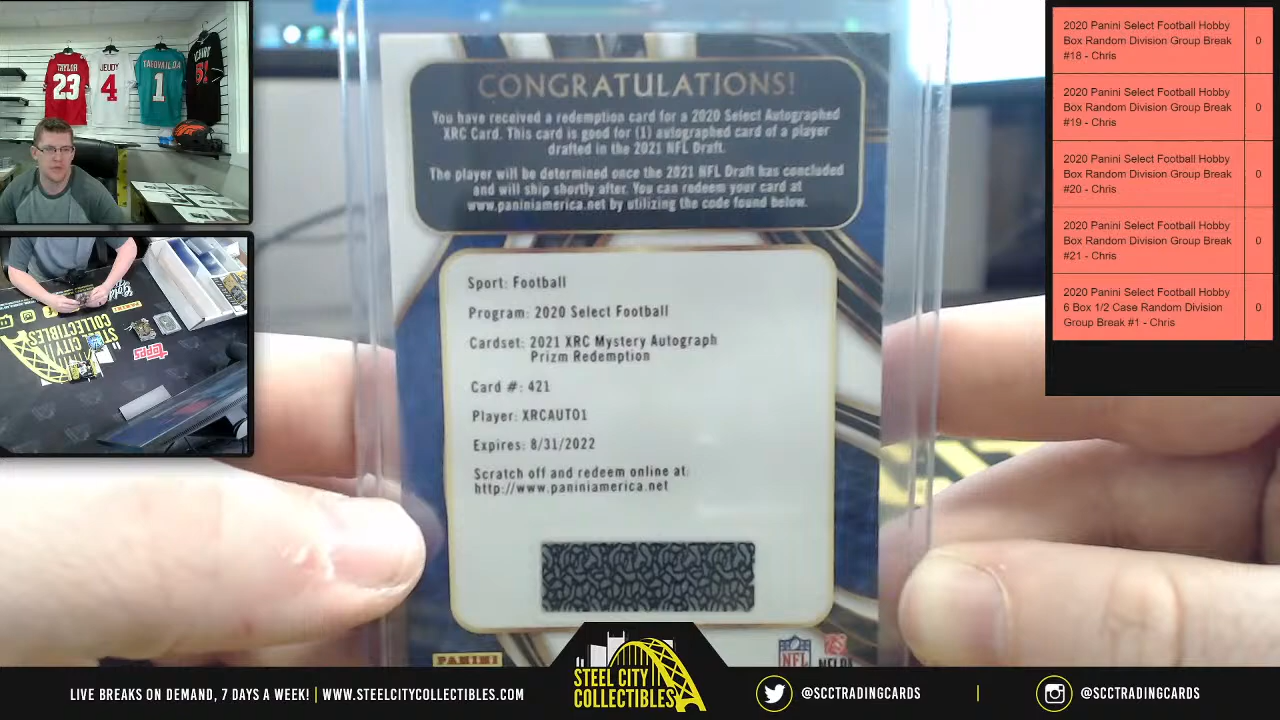 TAYLOR
23
JEUDY
4
TAGOVAILOA
1
STEEL CITY
COLLECTIBLES
TOPPS
CONGRATULATIONS!
You have received a redemption card for a 2020 Select Autographed
XRC Card. This card is good for (1) autographed card of a player
drafted in the 2021 NFL Draft.
The player will be determined once the 2021 NFL Draft has concluded
and will ship shortly after. You can redeem your card at
www.paniniamerica.net by utilizing the code found below.
Sport: Football
Program: 2020 Select Football
Cardset: 2021 XRC Mystery Autograph
Prizm Redemption
Card #: 421
Player: XRCAUTO1
Expires: 8/31/2022
Scratch off and redeem online at:
http://www.paniniamerica.net
PANINI
NFL
NFLPA
2020 Panini Select Football Hobby
Box Random Division Group Break
#18 - Chris
0
2020 Panini Select Football Hobby
Box Random Division Group Break
#19 - Chris
0
2020 Panini Select Football Hobby
Box Random Division Group Break
#20 - Chris
0
2020 Panini Select Football Hobby
Box Random Division Group Break
#21 - Chris
0
2020 Panini Select Football Hobby
6 Box 1/2 Case Random Division
Group Break #1 - Chris
0
LIVE BREAKS ON DEMAND, 7 DAYS A WEEK! | WWW.STEELCITYCOLLECTIBLES.COM
STEEL CITY
COLLECTIBLES
@SCCTRADINGCARDS
|
@SCCTRADINGCARDS